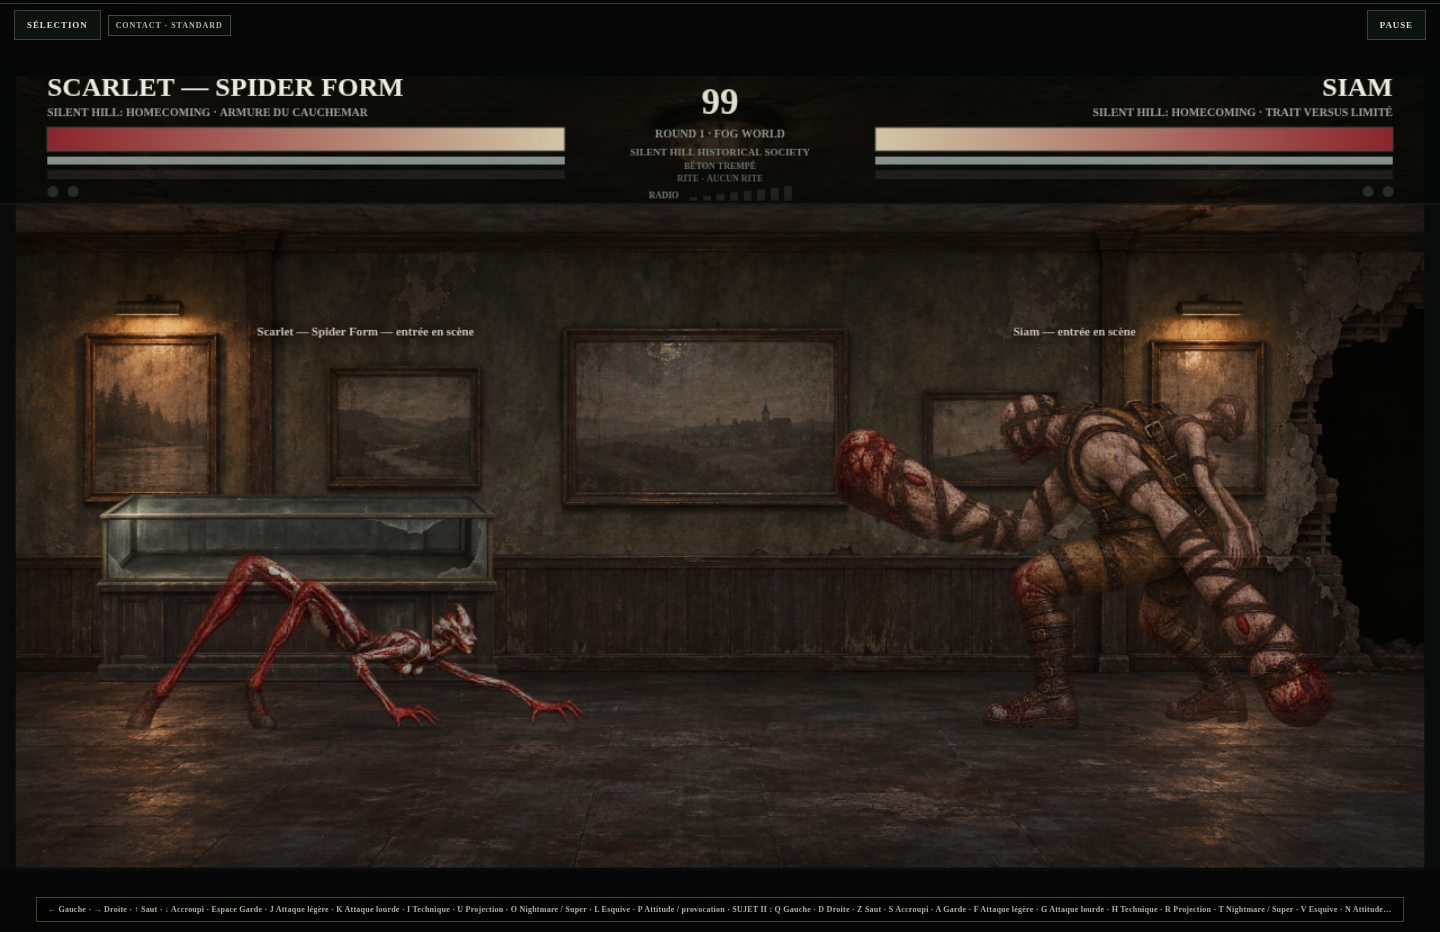 SÉLECTION
CONTACT · STANDARD
PAUSE
SCARLET — SPIDER FORM
SILENT HILL: HOMECOMING · ARMURE DU CAUCHEMAR
99
ROUND 1 · FOG WORLD
SILENT HILL HISTORICAL SOCIETY
BÉTON TREMPÉ
RITE · AUCUN RITE
RADIO
SIAM
SILENT HILL: HOMECOMING · TRAIT VERSUS LIMITÉ
Scarlet — Spider Form — entrée en scène
Siam — entrée en scène
← Gauche · → Droite · ↑ Saut · ↓ Accroupi · Espace Garde · J Attaque légère · K Attaque lourde · I Technique · U Projection · O Nightmare / Super · L Esquive · P Attitude / provocation · SUJET II : Q Gauche · D Droite · Z Saut · S Accroupi · A Garde · F Attaque légère · G Attaque lourde · H Technique · R Projection · T Nightmare / Super · V Esquive · N Attitude…